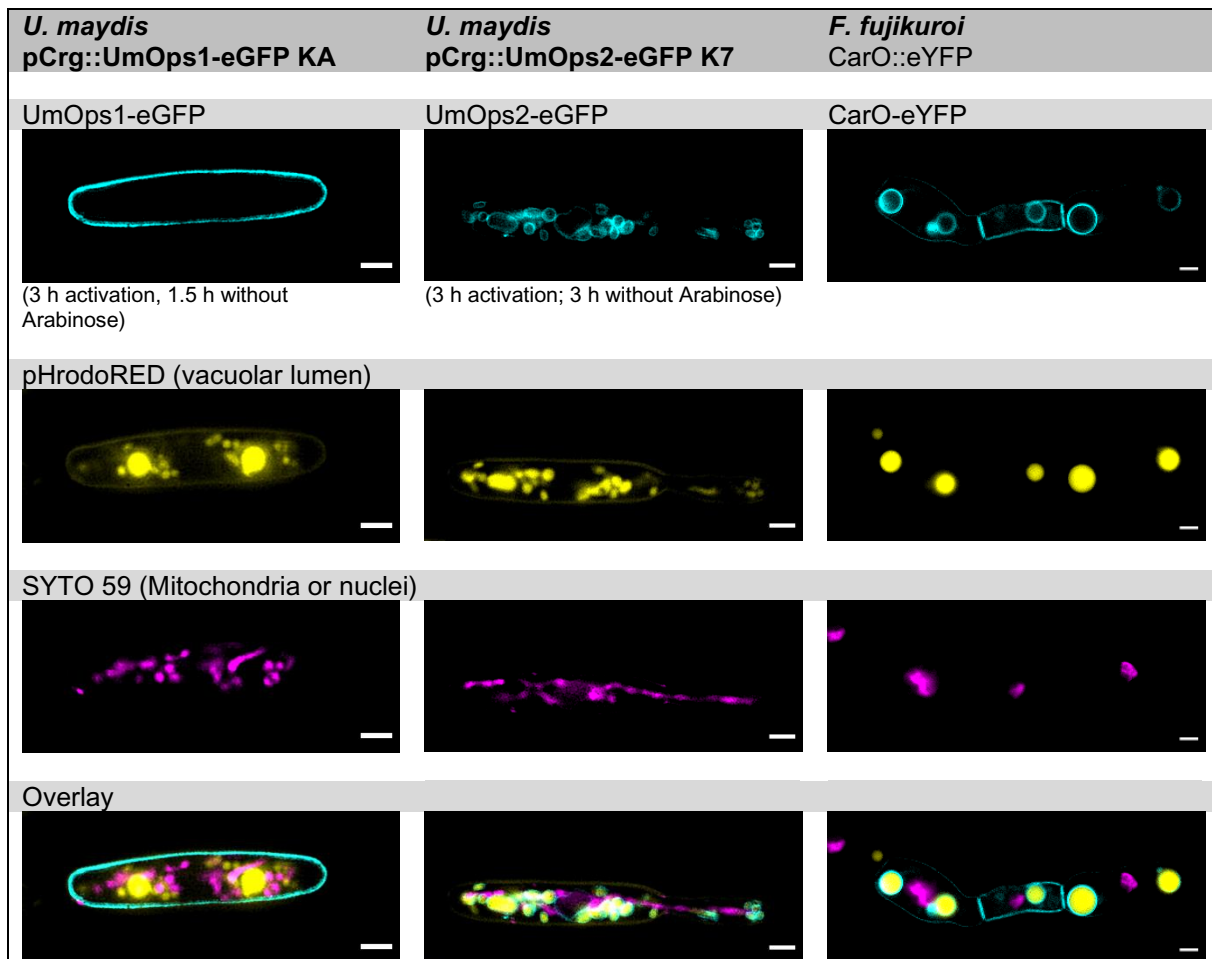 U. maydis
pCrg::UmOps1-eGFP KA
U. maydis
pCrg::UmOps2-eGFP K7
F. fujikuroi
CarO::eYFP
UmOps1-eGFP
UmOps2-eGFP
CarO-eYFP
(3 h activation, 1.5 h without
Arabinose)
(3 h activation; 3 h without Arabinose)
pHrodoRED (vacuolar lumen)
SYTO 59 (Mitochondria or nuclei)
Overlay